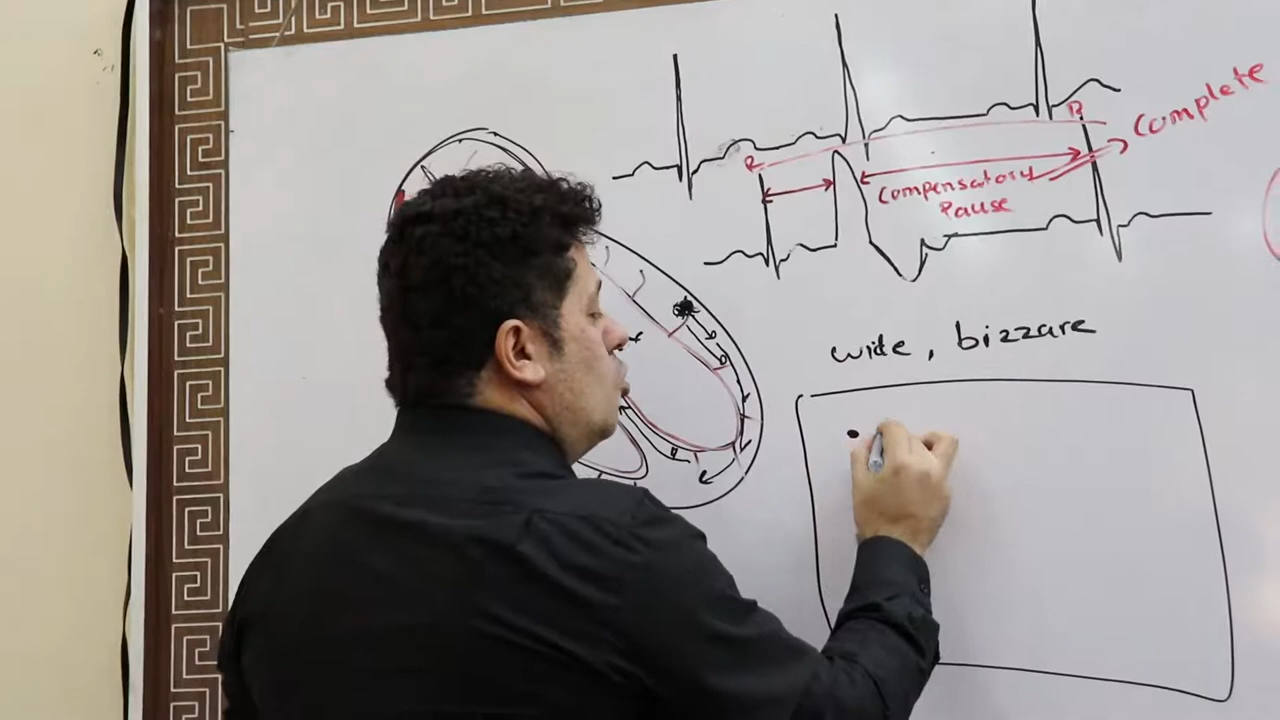 R
R
Complete
Compensatory
Pause
wide, bizzare